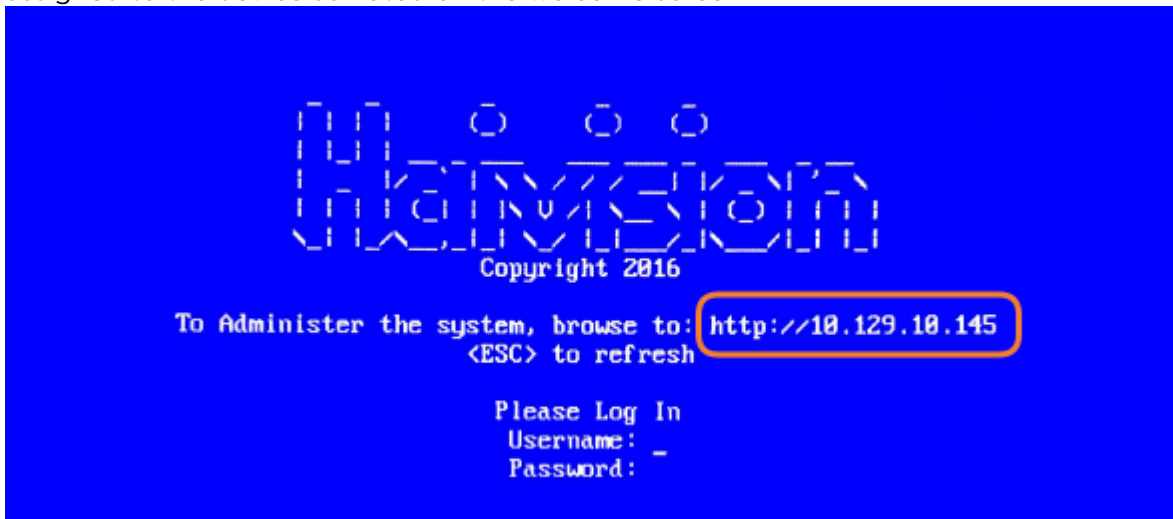 Haivision
Copyright 2016
To Administer the system, browse to: http://10.129.10.145
<ESC> to refresh
Please Log In
Username: _
Password: